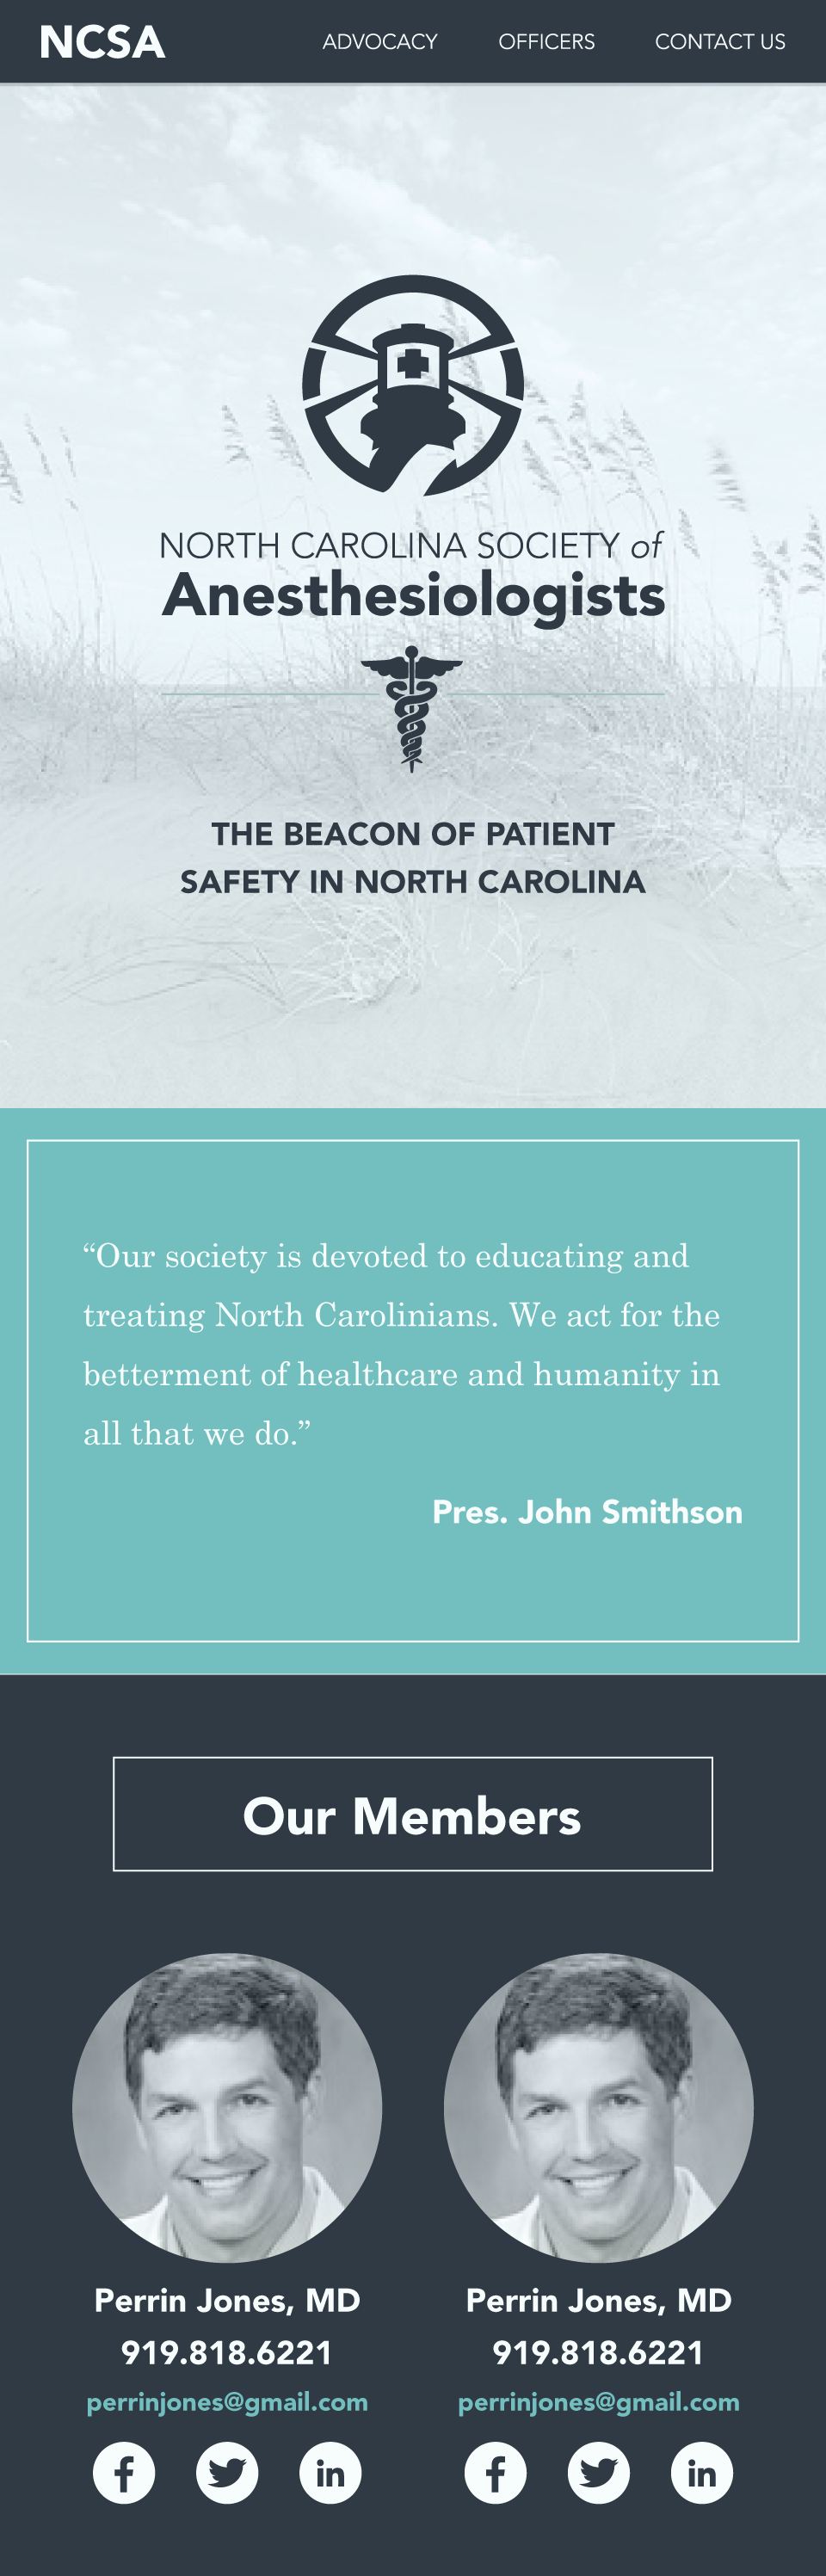 NCSA
ADVOCACY
OFFICERS
CONTACT US
NORTH CAROLINA SOCIETY of
Anesthesiologists
THE BEACON OF PATIENT
SAFETY IN NORTH CAROLINA
“Our society is devoted to educating and
treating North Carolinians. We act for the
betterment of healthcare and humanity in
all that we do.”
Pres. John Smithson
Our Members
Perrin Jones, MD
919.818.6221
perrinjones@gmail.com
f
in
Perrin Jones, MD
919.818.6221
perrinjones@gmail.com
f
in